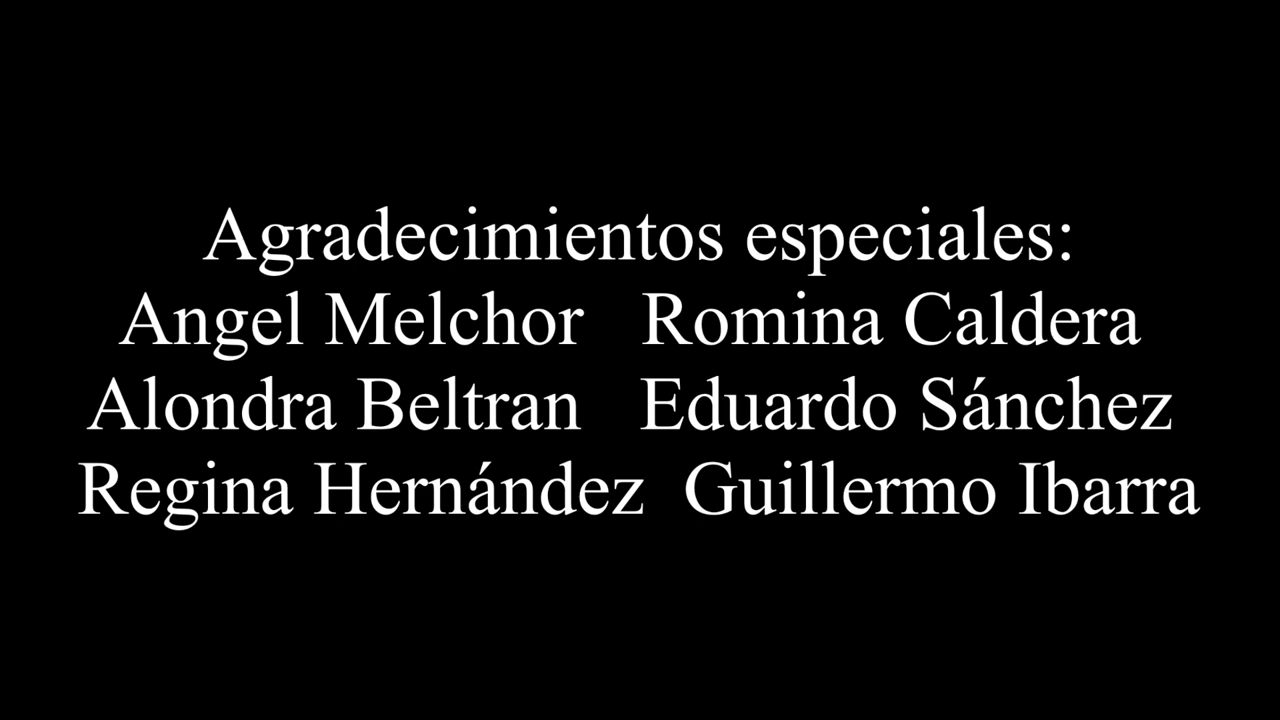 Agradecimientos especiales:
Angel Melchor   Romina Caldera
Alondra Beltran   Eduardo Sánchez
Regina Hernández  Guillermo Ibarra